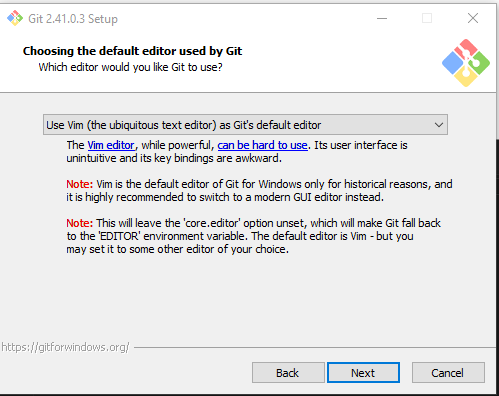 Git 2.41.0.3 Setup
Choosing the default editor used by Git
Which editor would you like Git to use?
Use Vim (the ubiquitous text editor) as Git's default editor
The Vim editor, while powerful, can be hard to use. Its user interface is
unintuitive and its key bindings are awkward.
Note: Vim is the default editor of Git for Windows only for historical reasons, and
it is highly recommended to switch to a modern GUI editor instead.
Note: This will leave the 'core.editor' option unset, which will make Git fall back
to the 'EDITOR' environment variable. The default editor is Vim - but you
may set it to some other editor of your choice.
https://gitforwindows.org/
Back
Next
Cancel